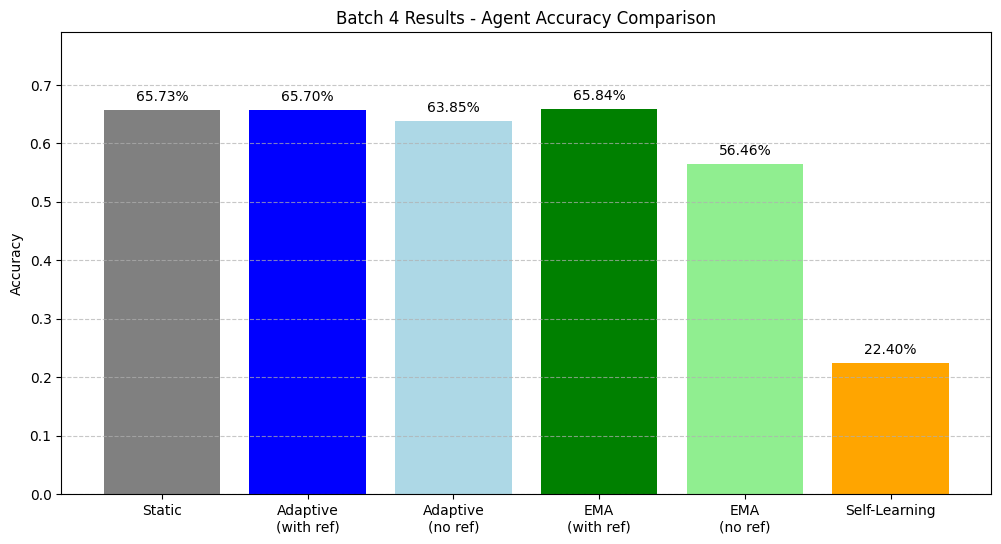 Batch 4 Results - Agent Accuracy Comparison
Accuracy
0.7
0.6
0.5
0.4
0.3
0.2
0.1
0.0
65.73%
65.70%
63.85%
65.84%
56.46%
22.40%
Static
Adaptive
(with ref)
Adaptive
(no ref)
EMA
(with ref)
EMA
(no ref)
Self-Learning